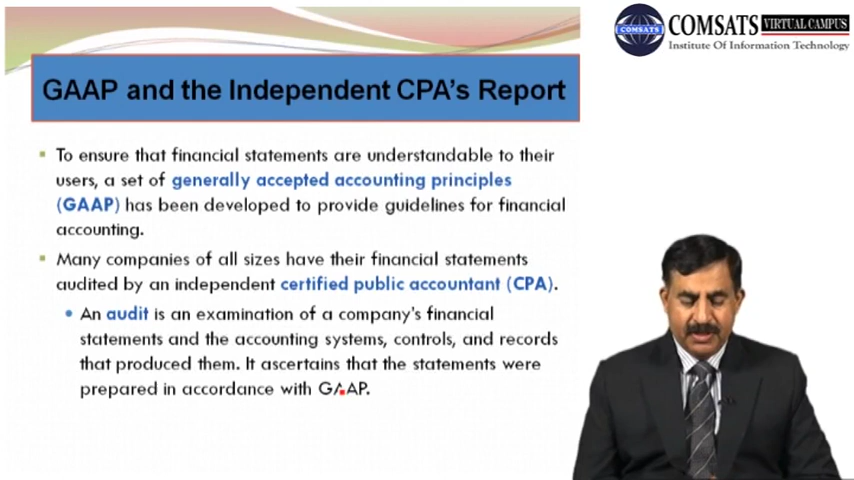 COMSATS
COMSATS VIRTUAL CAMPUS
Institute Of Information Technology
GAAP and the Independent CPA's Report
To ensure that financial statements are understandable to their
users, a set of generally accepted accounting principles
(GAAP) has been developed to provide guidelines for financial
accounting.
Many companies of all sizes have their financial statements
audited by an independent certified public accountant (CPA).
An audit is an examination of a company's financial
statements and the accounting systems, controls, and records
that produced them. It ascertains that the statements were
prepared in accordance with GAAP.